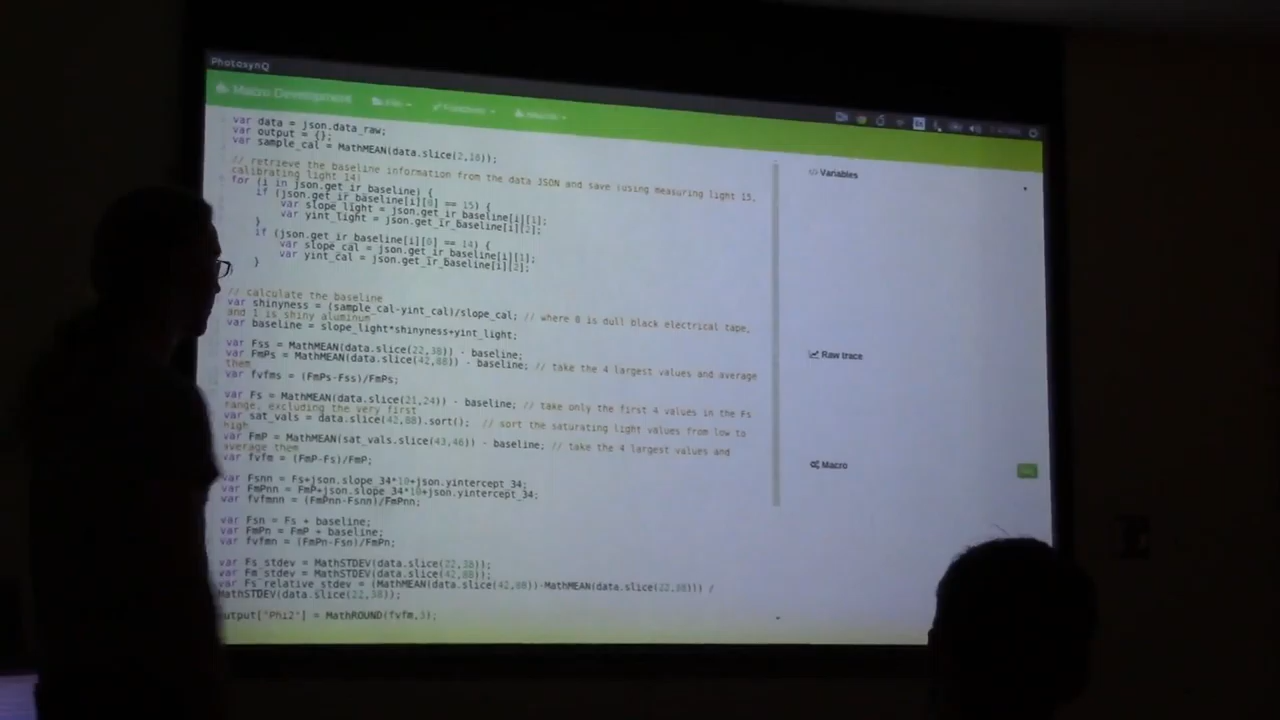 PhotosynQ
Macro Development
var data = json.data_raw;
var output = {};
var sample_cal = MathMEAN(data.slice(2,18));
// retrieve the baseline information from the data JSON and save (using measuring light 15,
calibrating light 14)
for (i in json.get_ir_baseline) {
if (json.get_ir_baseline[i][0] == 15) {
var slope_light = json.get_ir_baseline[i][1];
var yint_light = json.get_ir_baseline[i][2];
}
if (json.get_ir_baseline[i][0] == 14) {
var slope_cal = json.get_ir_baseline[i][1];
var yint_cal = json.get_ir_baseline[i][2];
}
// calculate the baseline
var shinyness = (sample_cal-yint_cal)/slope_cal; // where 0 is dull black electrical tape,
and 1 is shiny aluminum
var baseline = slope_light*shinyness+yint_light;
var Fss = MathMEAN(data.slice(22,38)) - baseline;
var FmPs = MathMEAN(data.slice(42,88)) - baseline; // take the 4 largest values and average
them
var fvfms = (FmPs-Fss)/FmPs;
var Fs = MathMEAN(data.slice(21,24)) - baseline; // take only the first 4 values in the Fs
range, excluding the very first
var sat_vals = data.slice(42,88).sort(); // sort the saturating light values from low to
high
var FmP = MathMEAN(sat_vals.slice(43,46)) - baseline; // take the 4 largest values and
average them
var fvfm = (FmP-Fs)/FmP;
var Fsnn = Fs+json.slope_34*10+json.yintercept_34;
var FmPnn = FmP+json.slope_34*10+json.yintercept_34;
var fvfmnn = (FmPnn-Fsnn)/FmPnn;
var Fsn = Fs + baseline;
var FmPn = FmP + baseline;
var fvfmn = (FmPn-Fsn)/FmPn;
var Fs_stdev = MathSTDEV(data.slice(22,38));
var Fm_stdev = MathSTDEV(data.slice(42,88));
var Fs_relative_stdev = (MathMEAN(data.slice(42,88))-MathMEAN(data.slice(22,38))) /
MathSTDEV(data.slice(22,38));
output["Phi2"] = MathROUND(fvfm,3);
</> Variables
Raw trace
Macro